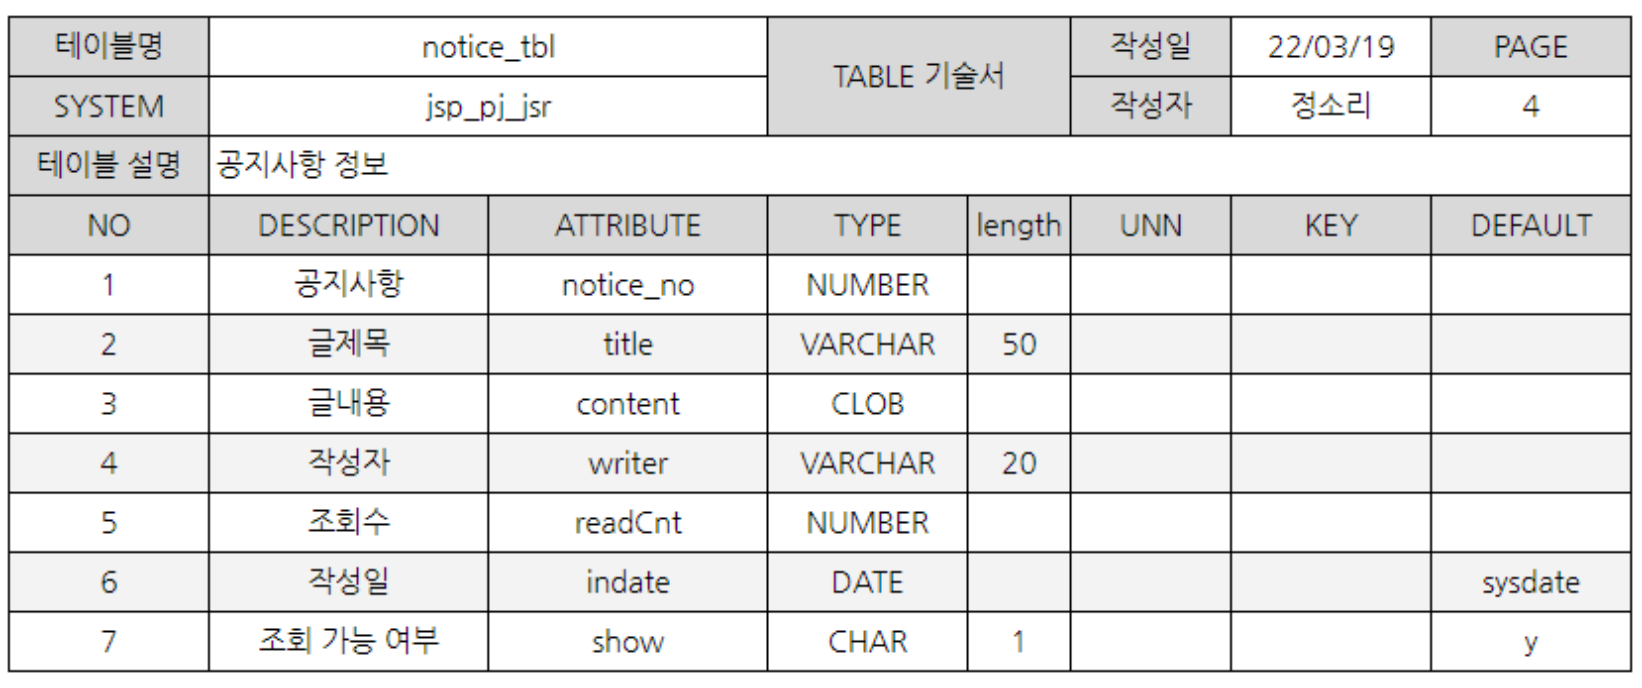 테이블명 notice_tbl TABLE 기술서 작성일 22/03/19 PAGE
SYSTEM jsp_pj_jsr 작성자 정소리 4
테이블 설명 공지사항 정보
NO DESCRIPTION ATTRIBUTE TYPE length UNN KEY DEFAULT
1 공지사항 notice_no NUMBER
2 글제목 title VARCHAR 50
3 글내용 content CLOB
4 작성자 writer VARCHAR 20
5 조회수 readCnt NUMBER
6 작성일 indate DATE sysdate
7 조회 가능 여부 show CHAR 1 y